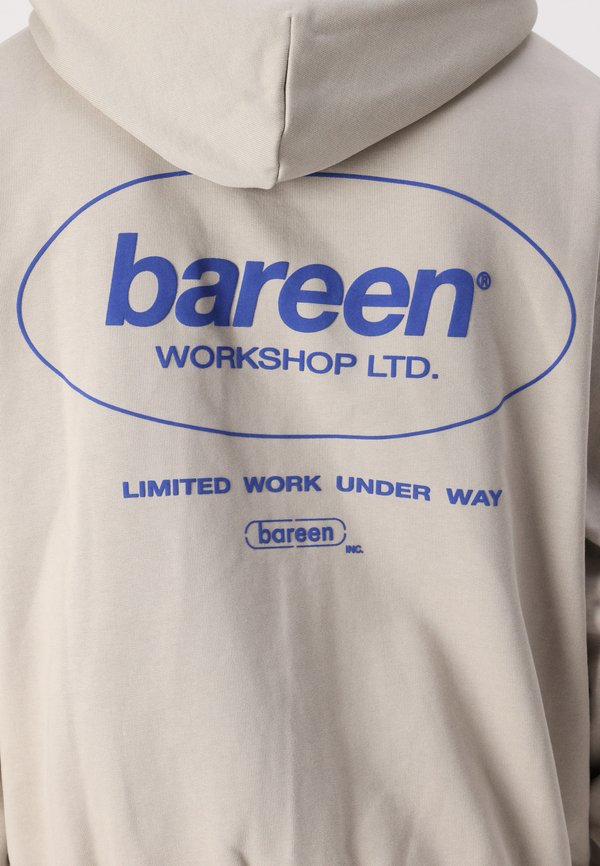 bareen®
WORKSHOP LTD.
LIMITED WORK UNDER WAY
bareen
INC.